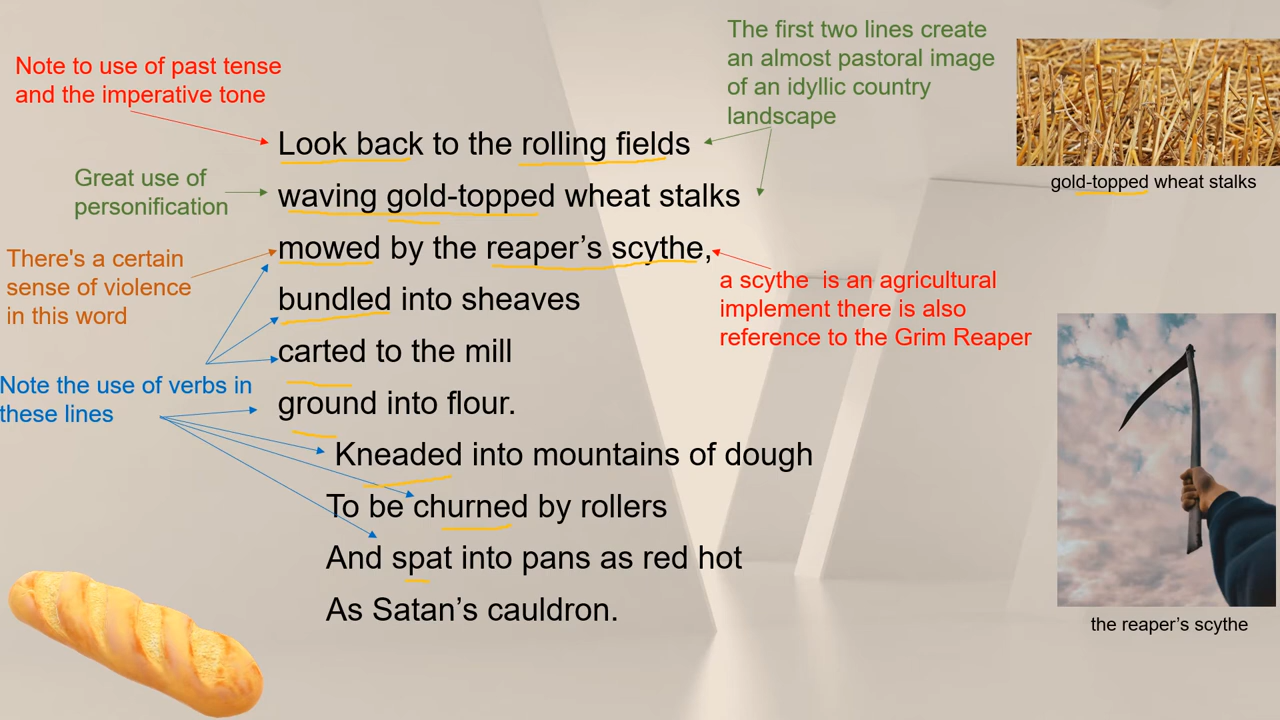 Note to use of past tense
and the imperative tone
The first two lines create
an almost pastoral image
of an idyllic country
landscape
Look back to the rolling fields
Great use of
personification
waving gold-topped wheat stalks
gold-topped wheat stalks
There's a certain
sense of violence
in this word
mowed by the reaper's scythe,
a scythe  is an agricultural
implement there is also
reference to the Grim Reaper
bundled into sheaves
carted to the mill
Note the use of verbs in
these lines
ground into flour.
Kneaded into mountains of dough
To be churned by rollers
And spat into pans as red hot
As Satan's cauldron.
the reaper's scythe